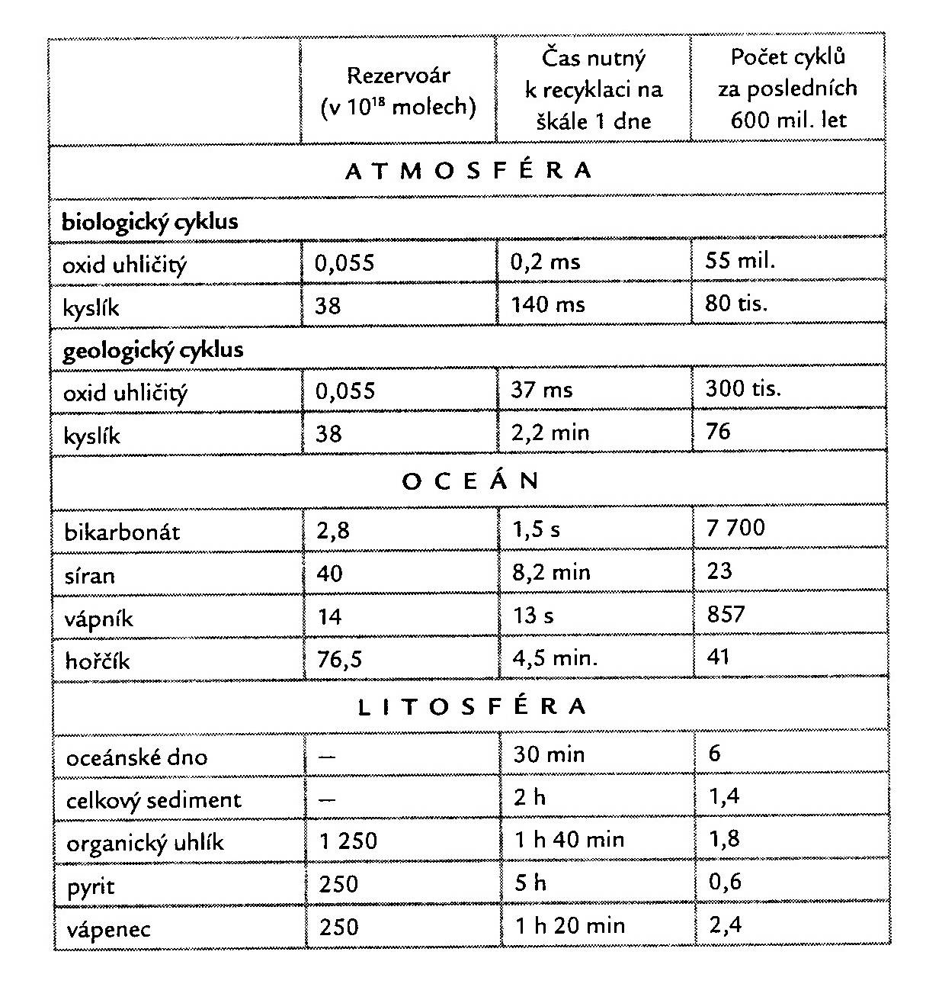 Rezervoár
(v 10¹⁸ molech)
Čas nutný
k recyklaci na
škále 1 dne
Počet cyklů
za posledních
600 mil. let
ATMOSFÉRA
biologický cyklus
oxid uhličitý 0,055 0,2 ms 55 mil.
kyslík 38 140 ms 80 tis.
geologický cyklus
oxid uhličitý 0,055 37 ms 300 tis.
kyslík 38 2,2 min 76
OCEÁN
bikarbonát 2,8 1,5 s 7 700
síran 40 8,2 min 23
vápník 14 13 s 857
hořčík 76,5 4,5 min. 41
LITOSFÉRA
oceánské dno — 30 min 6
celkový sediment — 2 h 1,4
organický uhlík 1 250 1 h 40 min 1,8
pyrit 250 5 h 0,6
vápenec 250 1 h 20 min 2,4